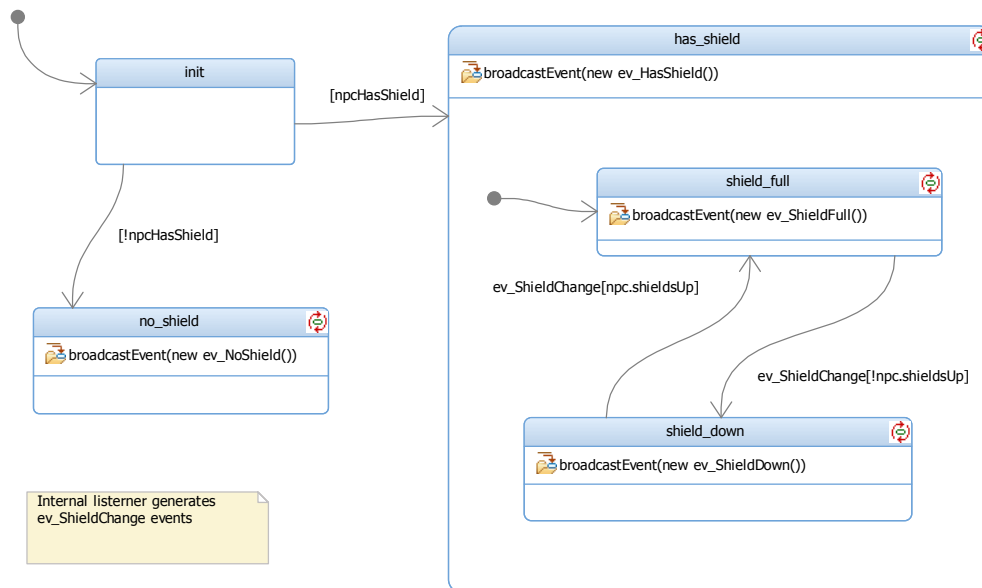 has_shield
broadcastEvent(new ev_HasShield())
init
[npcHasShield]
shield_full
broadcastEvent(new ev_ShieldFull())
[!npcHasShield]
ev_ShieldChange[npc.shieldsUp]
no_shield
broadcastEvent(new ev_NoShield())
ev_ShieldChange[!npc.shieldsUp]
shield_down
broadcastEvent(new ev_ShieldDown())
Internal listerner generates
ev_ShieldChange events